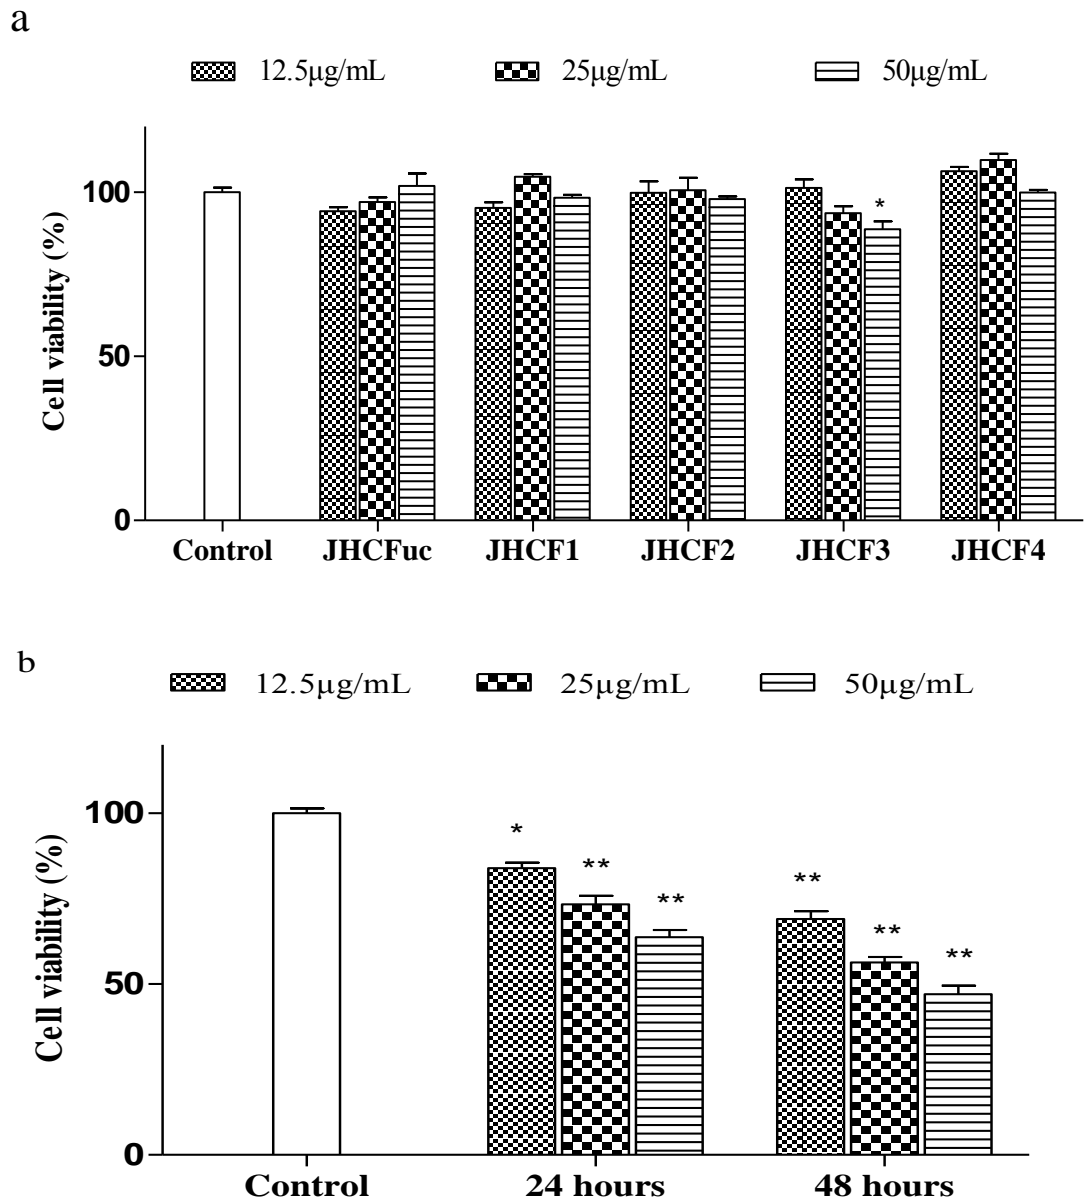 a
12.5μg/mL 25μg/mL 50μg/mL
Cell viability (%)
100
50
0
*
Control JHCFuc JHCF1 JHCF2 JHCF3 JHCF4
b
12.5μg/mL 25μg/mL 50μg/mL
Cell viability (%)
100
50
0
* ** ** ** ** **
Control 24 hours 48 hours